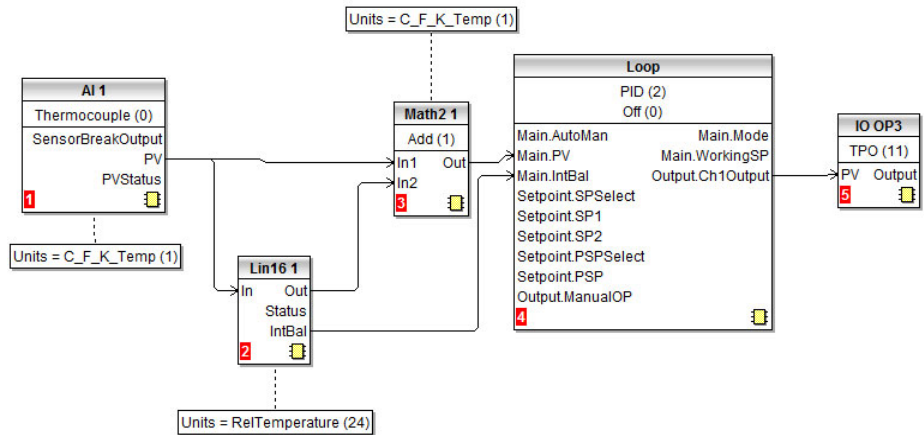 Units = C_F_K_Temp (1)
AI 1
Thermocouple (0)
SensorBreakOutput
PV
PVStatus
1
Units = C_F_K_Temp (1)
Lin16 1
In Out
Status
IntBal
2
Units = RelTemperature (24)
Math2 1
Add (1)
In1 Out
In2
3
Loop
PID (2)
Off (0)
Main.AutoMan Main.Mode
Main.PV Main.WorkingSP
Main.IntBal Output.Ch1Output
Setpoint.SPSelect
Setpoint.SP1
Setpoint.SP2
Setpoint.PSPSelect
Setpoint.PSP
Output.ManualOP
4
IO OP3
TPO (11)
PV Output
5